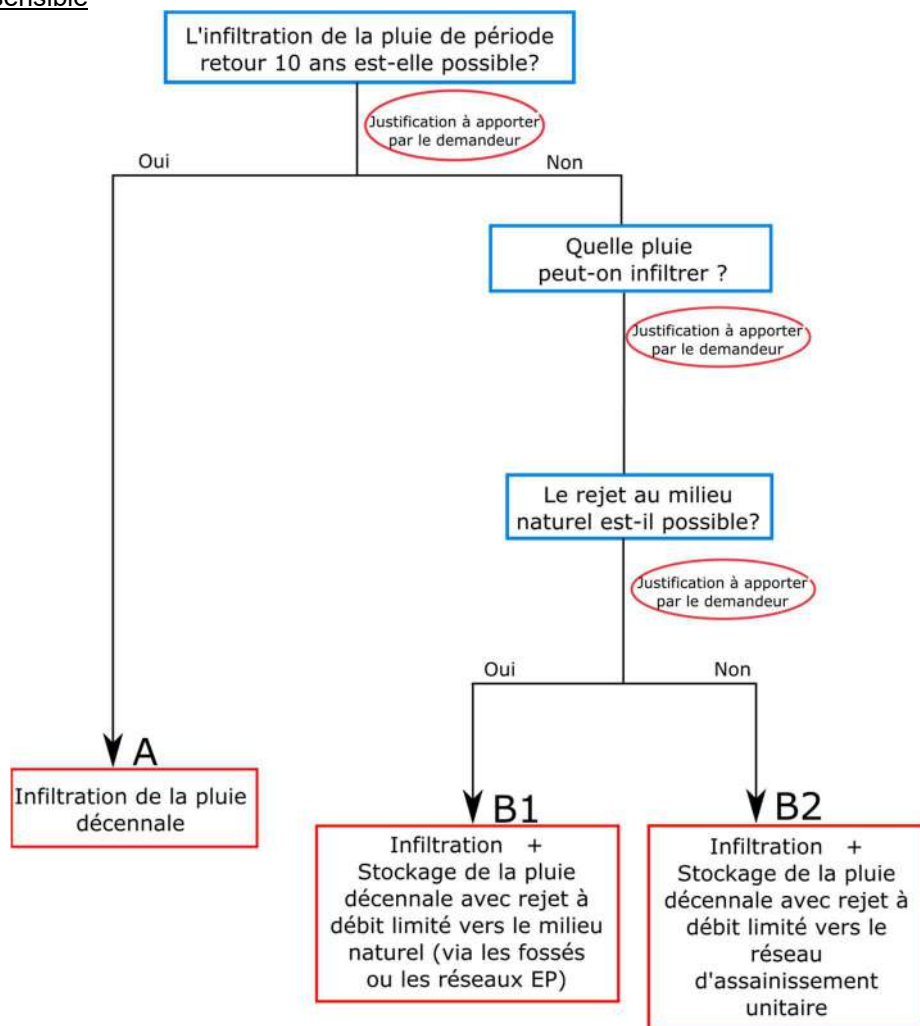 sensible
L'infiltration de la pluie de période
retour 10 ans est-elle possible?
Justification à apporter
par le demandeur
Oui
Non
Quelle pluie
peut-on infiltrer ?
Justification à apporter
par le demandeur
Le rejet au milieu
naturel est-il possible?
Justification à apporter
par le demandeur
Oui
Non
A
Infiltration de la pluie
décennale
B1
Infiltration +
Stockage de la pluie
décennale avec rejet à
débit limité vers le milieu
naturel (via les fossés
ou les réseaux EP)
B2
Infiltration +
Stockage de la pluie
décennale avec rejet à
débit limité vers le
réseau
d'assainissement
unitaire